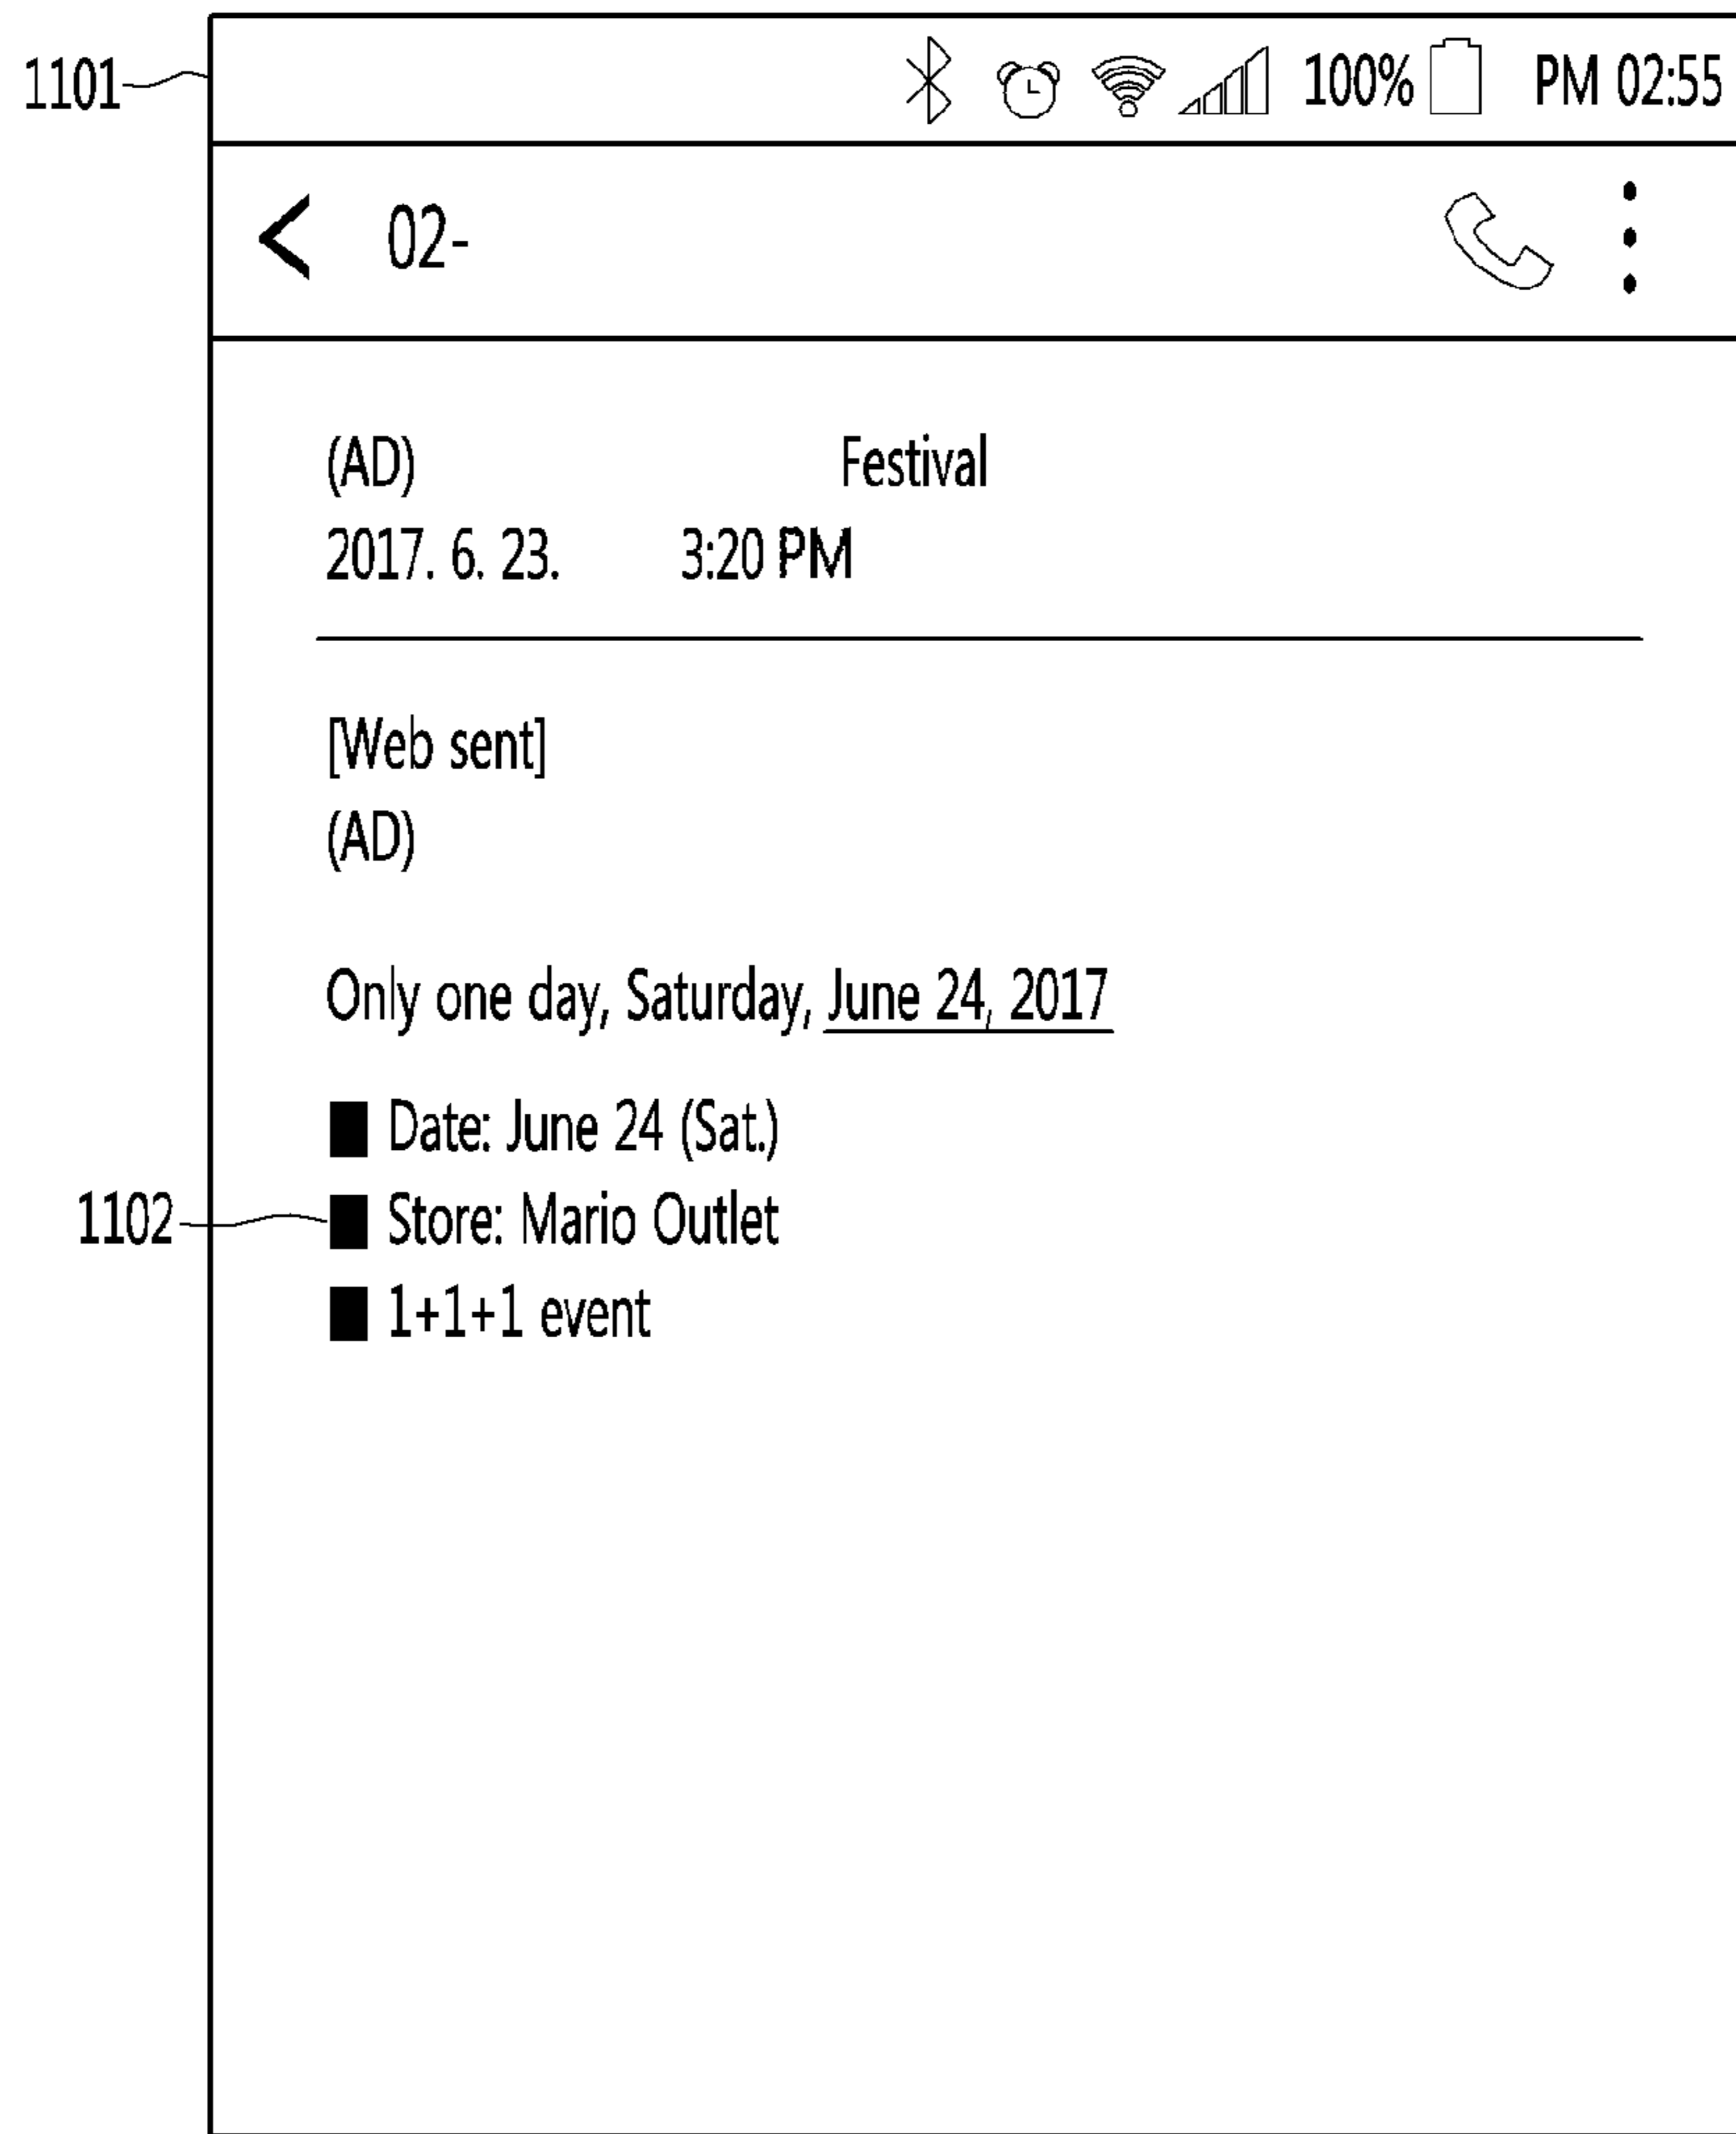 1101
100% PM 02:55
02-
(AD) Festival
2017. 6. 23. 3:20 PM
[Web sent]
(AD)
Only one day, Saturday, June 24, 2017
■ Date: June 24 (Sat.)
1102 ■ Store: Mario Outlet
■ 1+1+1 event